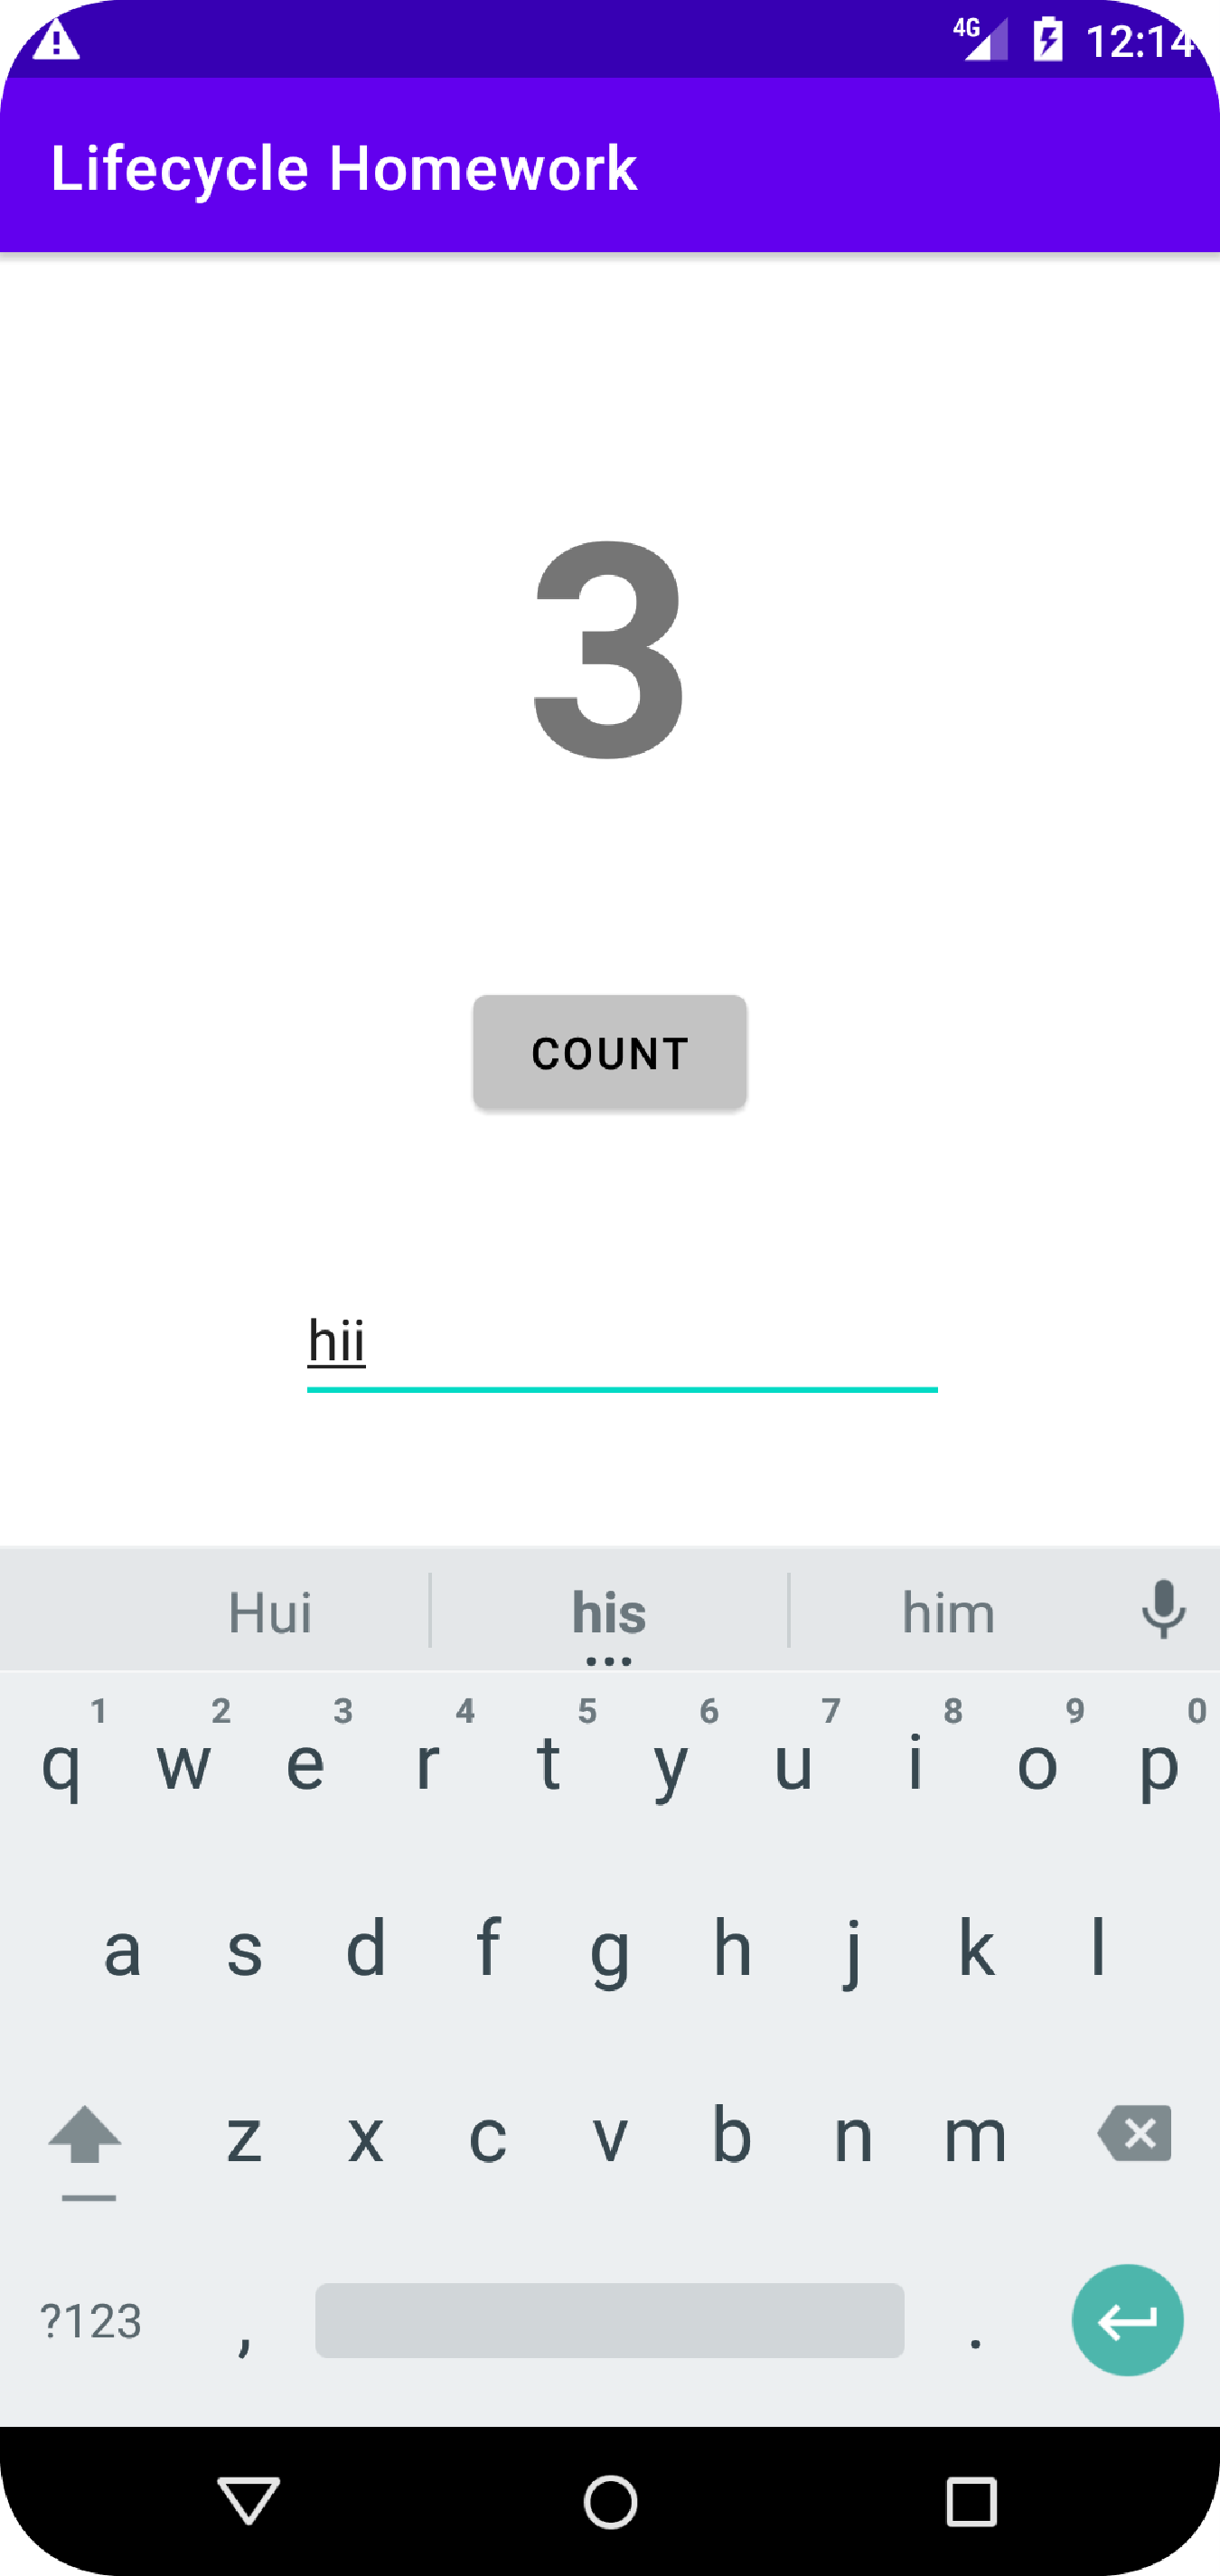 4G 12:14
Lifecycle Homework
3
COUNT
hii
Hui his him
1 2 3 4 5 6 7 8 9 0
q w e r t y u i o p
a s d f g h j k l
z x c v b n m
?123 , .